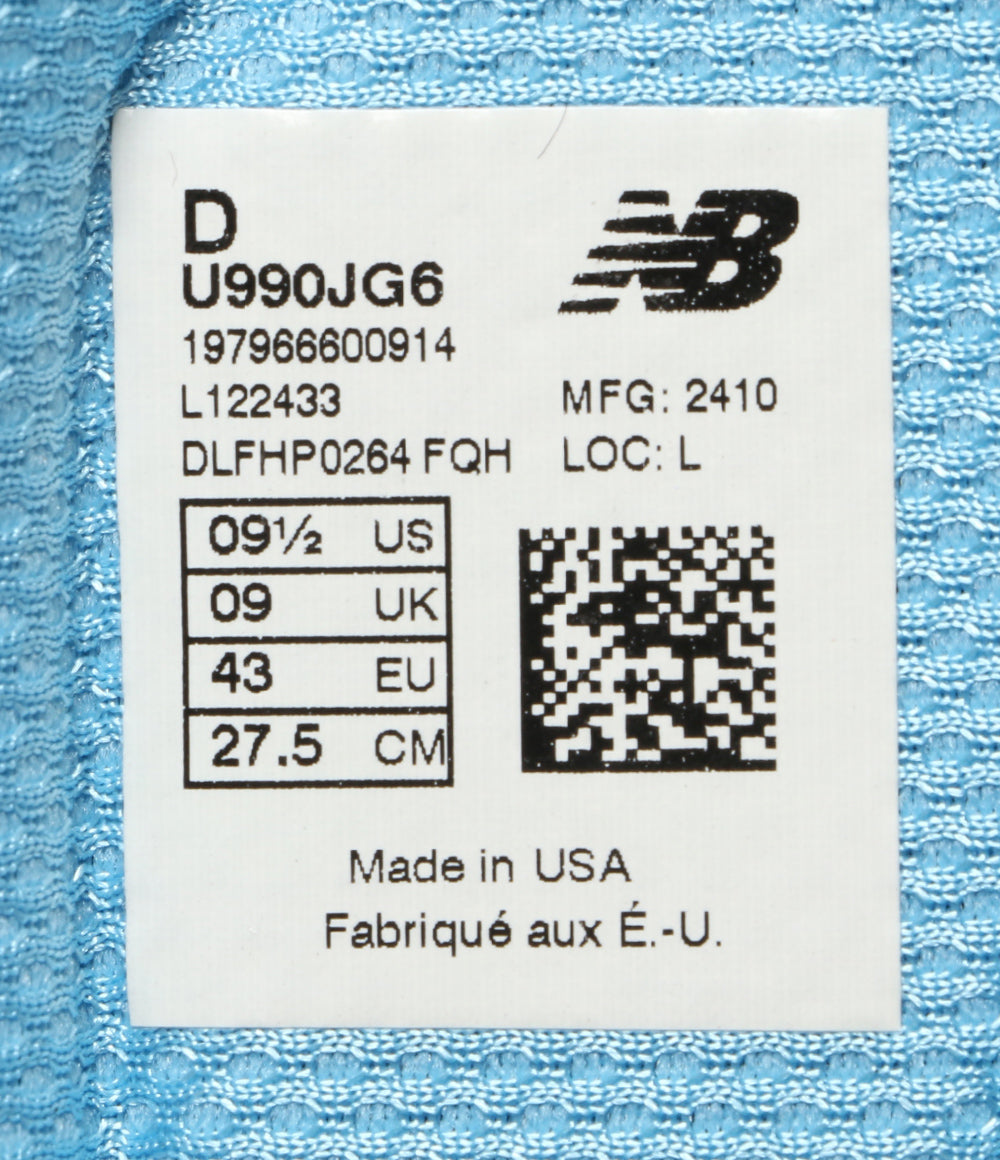 D
NB
U990JG6
197966600914
L122433
MFG: 2410
DLFHP0264 FQH
LOC: L
09½ US
09 UK
43 EU
27.5 CM
Made in USA
Fabriqué aux É.-U.